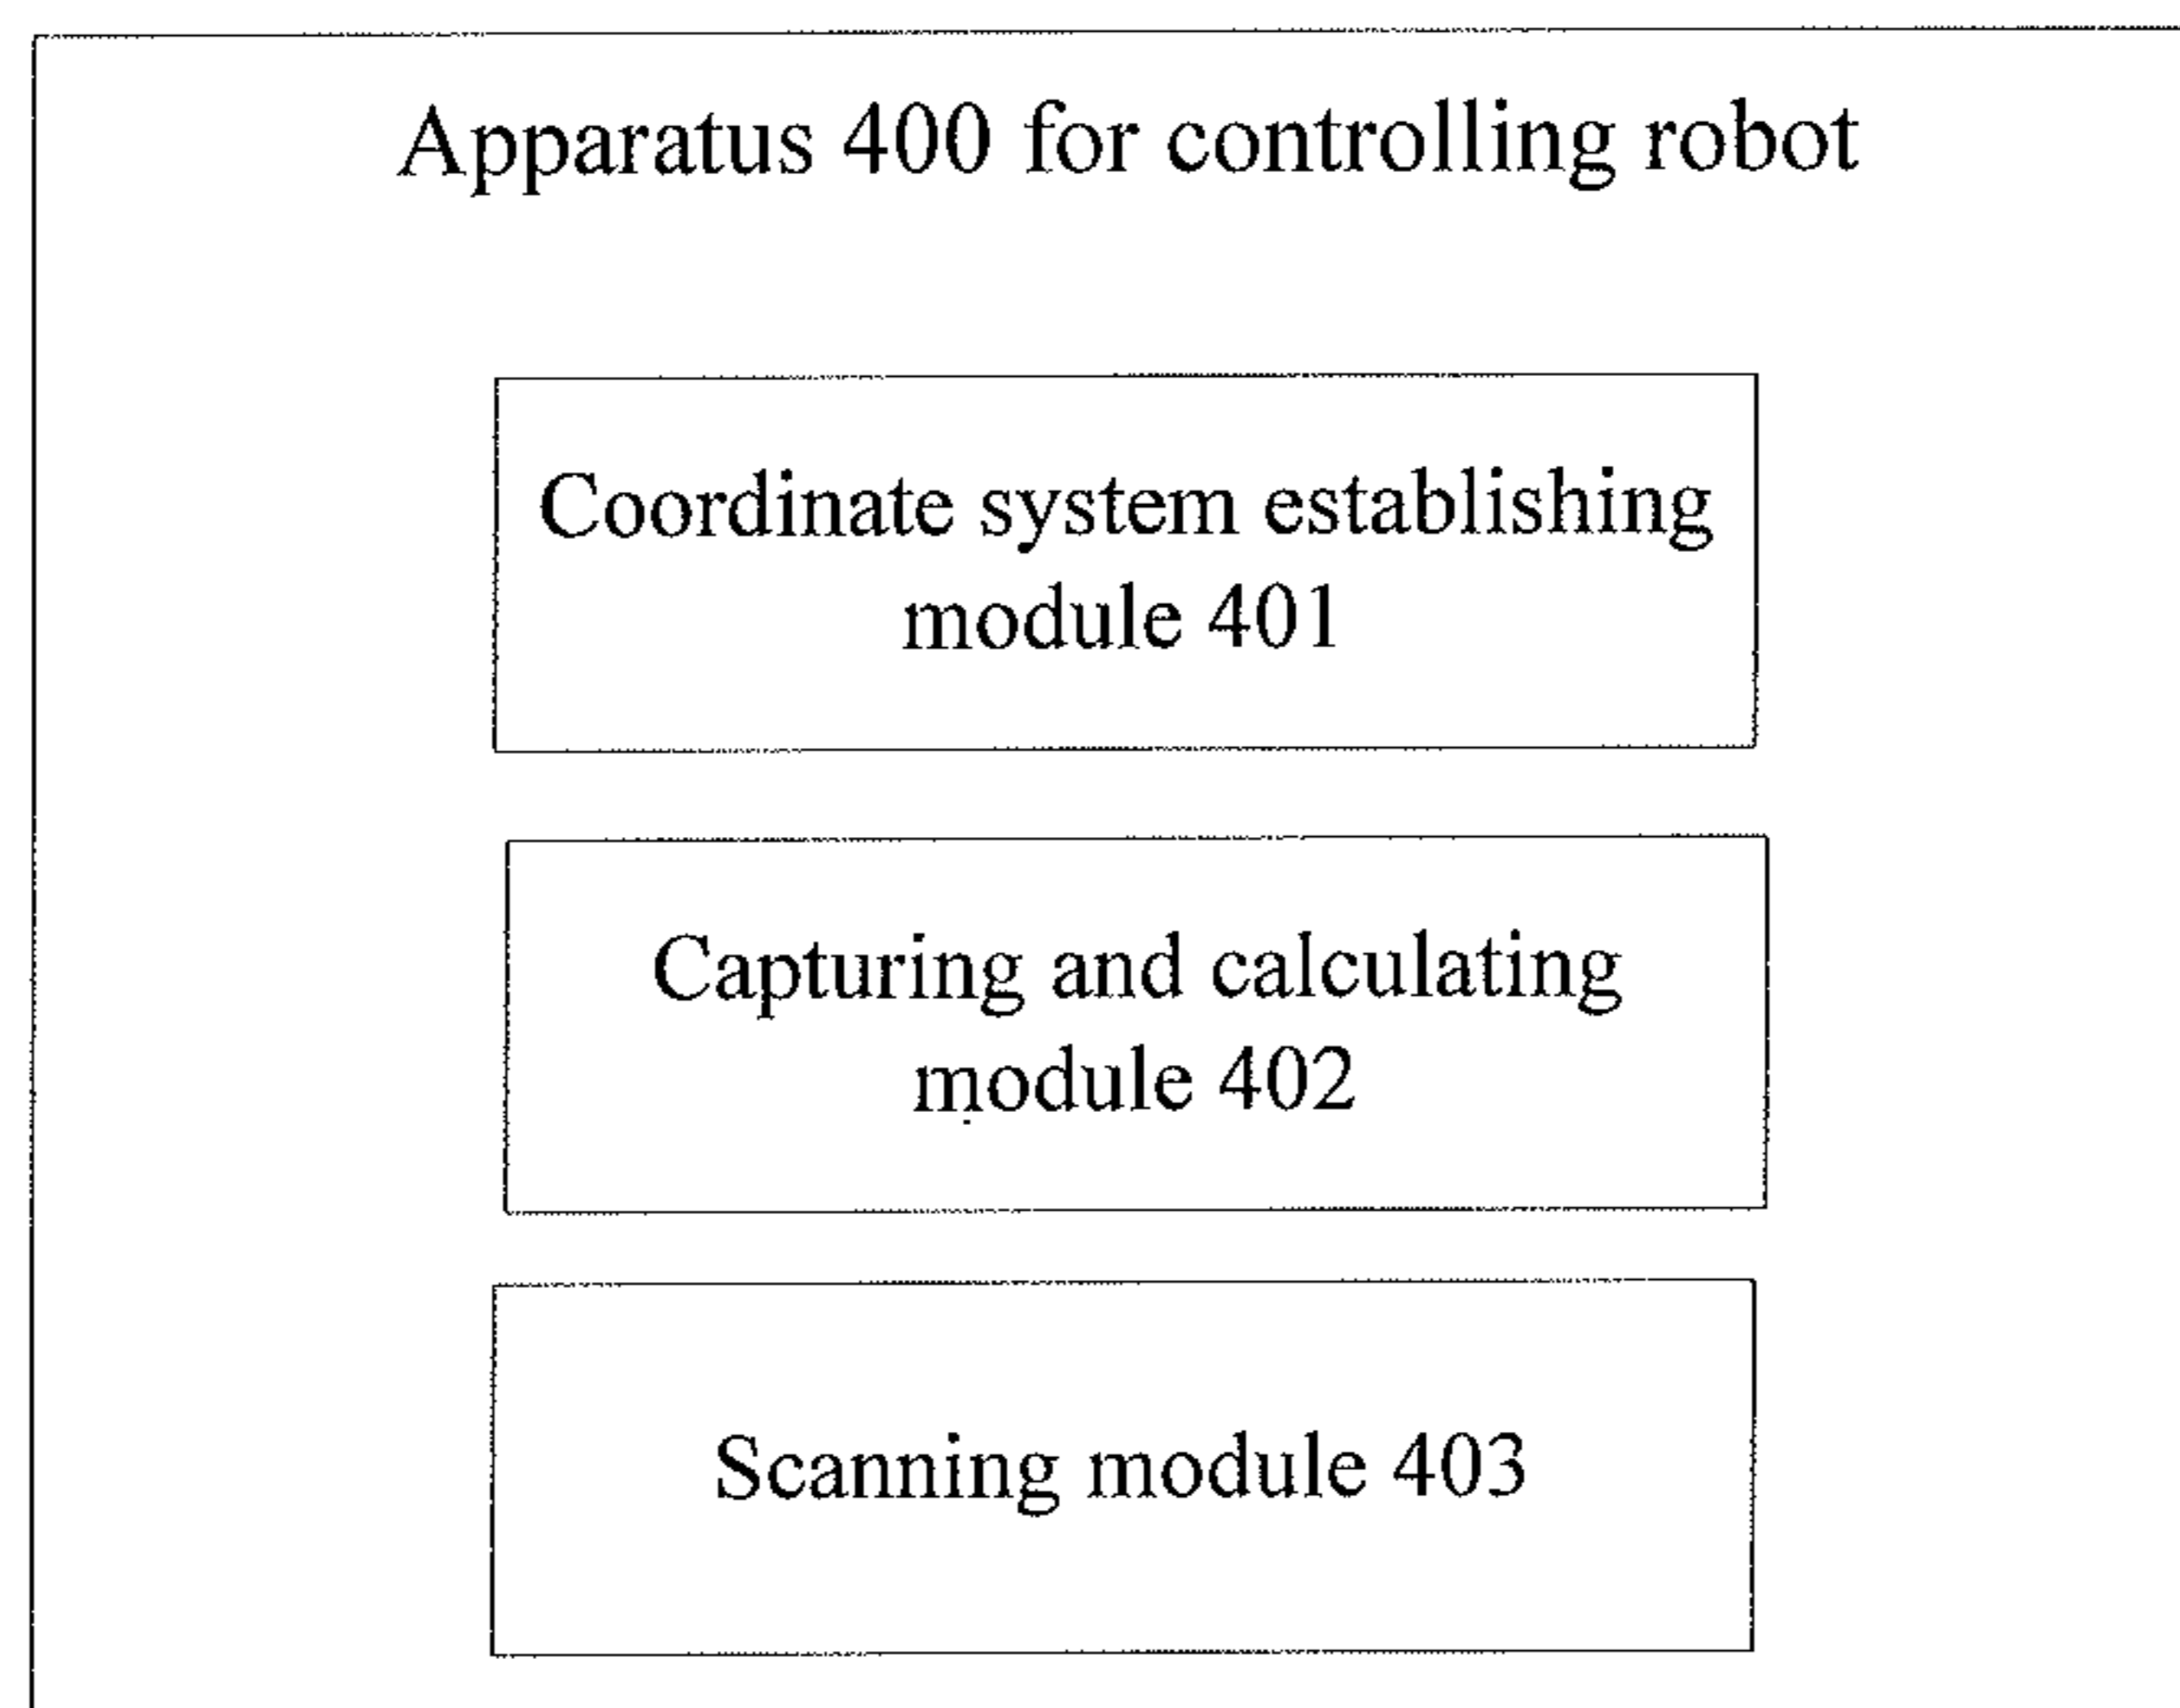 Apparatus 400 for controlling robot
Coordinate system establishing
module 401
Capturing and calculating
module 402
Scanning module 403